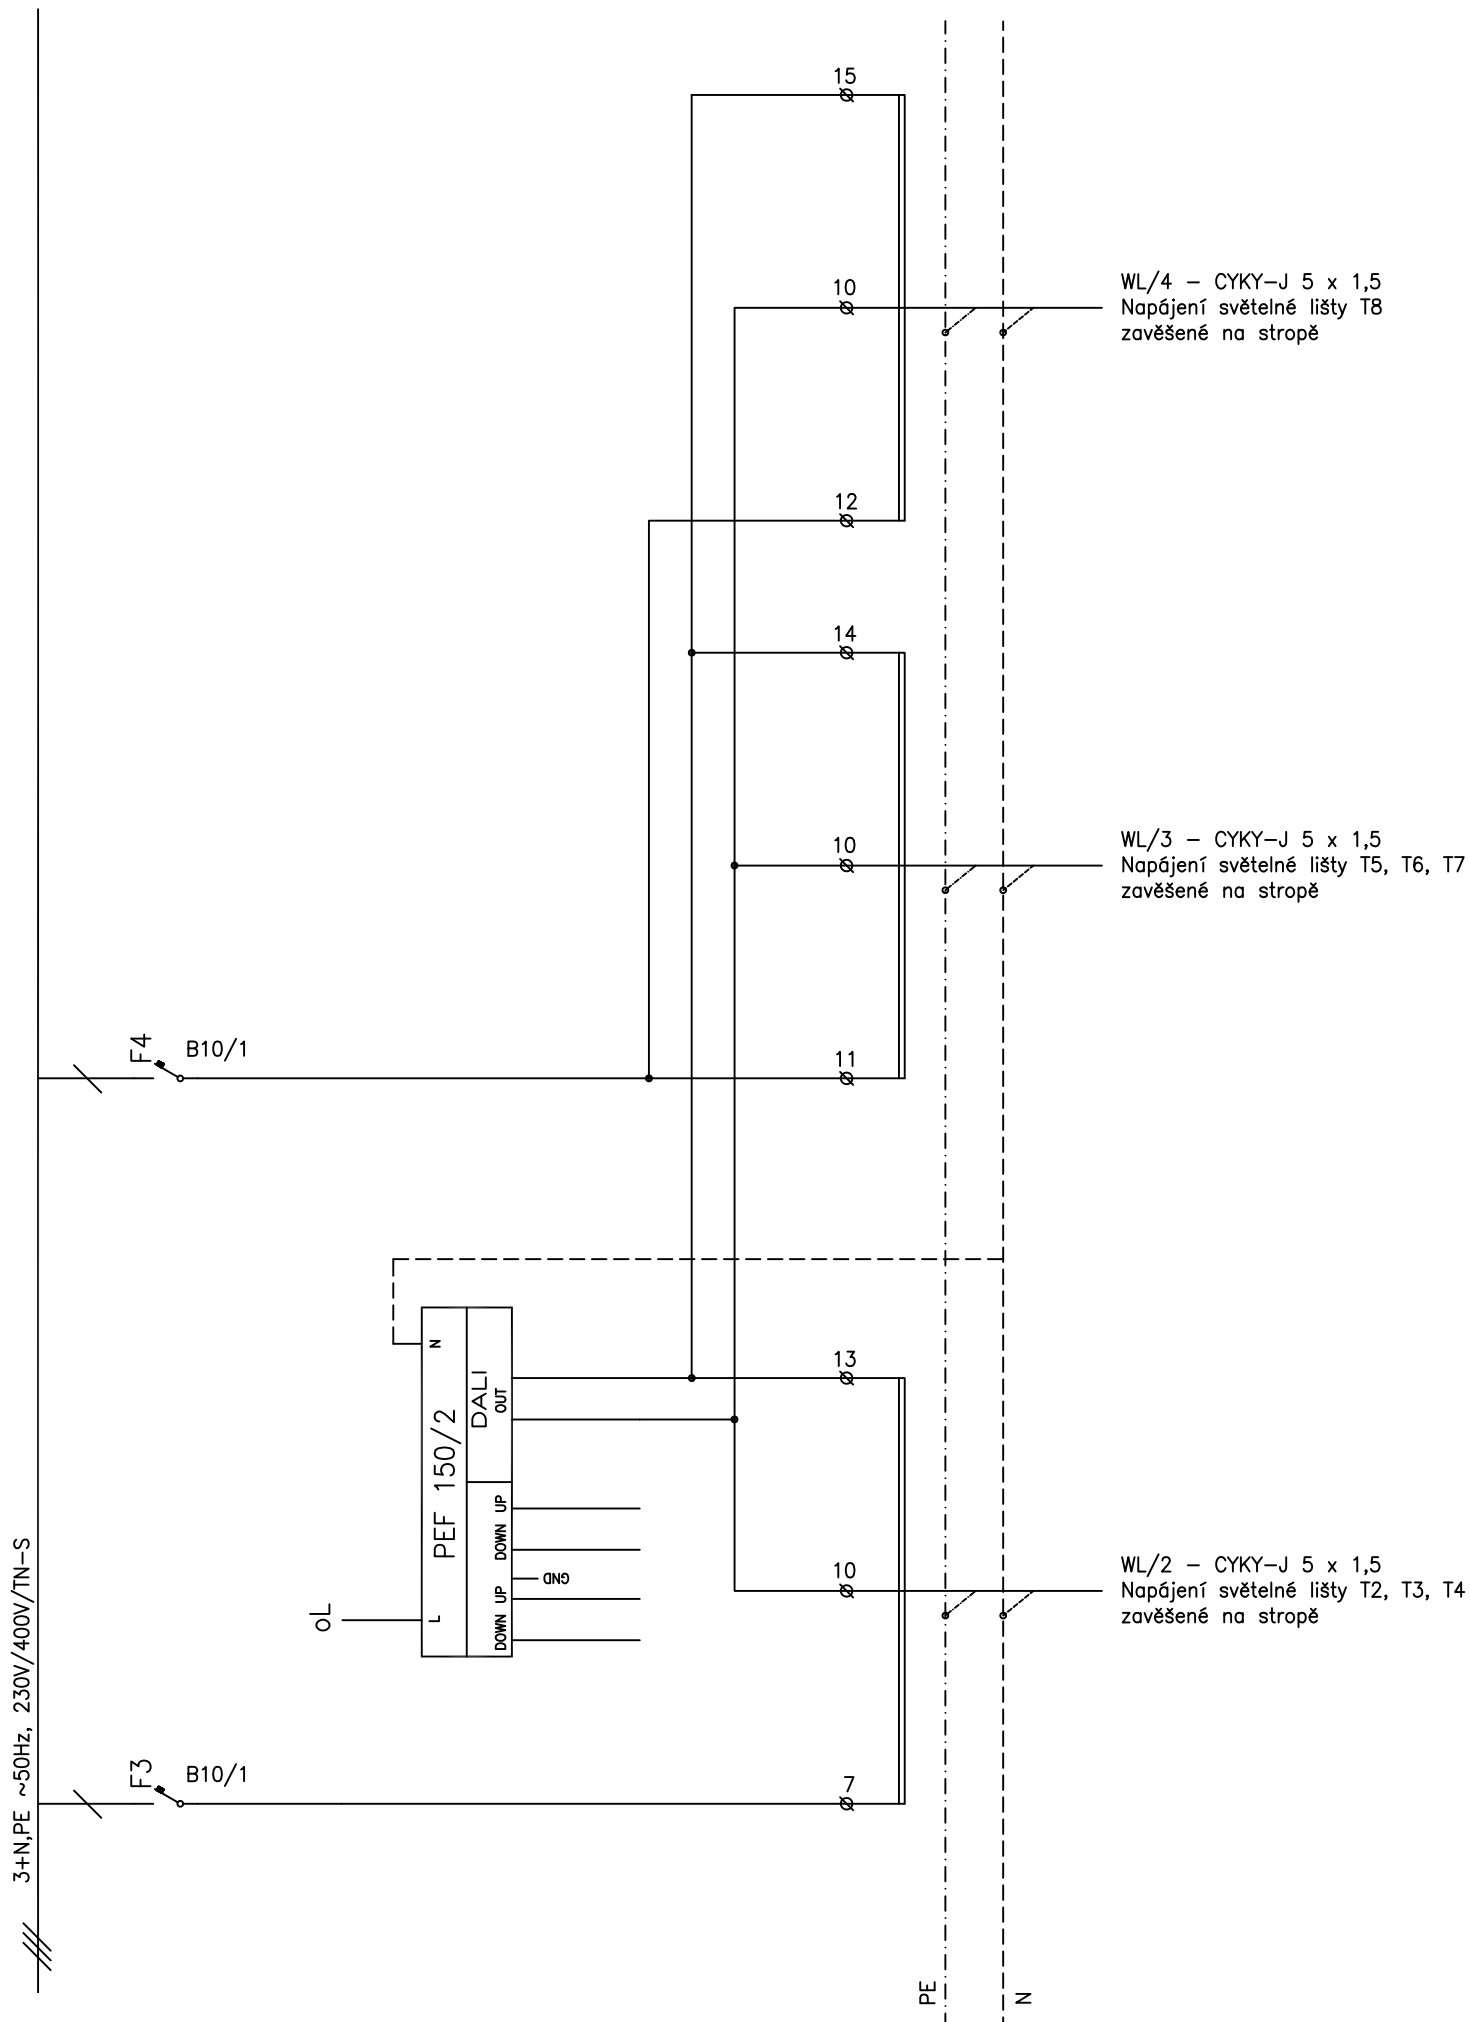 15
WL/4 – CYKY–J 5 x 1,5
Napájení světelné lišty T8
zavěšené na stropě
10
12
14
WL/3 – CYKY–J 5 x 1,5
Napájení světelné lišty T5, T6, T7
zavěšené na stropě
10
F4
B10/1
11
N
13
DALI
OUT
PEF 150/2
UP
DOWN
GND
UP
DOWN
L
oL
WL/2 – CYKY–J 5 x 1,5
Napájení světelné lišty T2, T3, T4
zavěšené na stropě
10
3+N,PE ~50Hz, 230V/400V/TN–S
F3
B10/1
7
PE
N